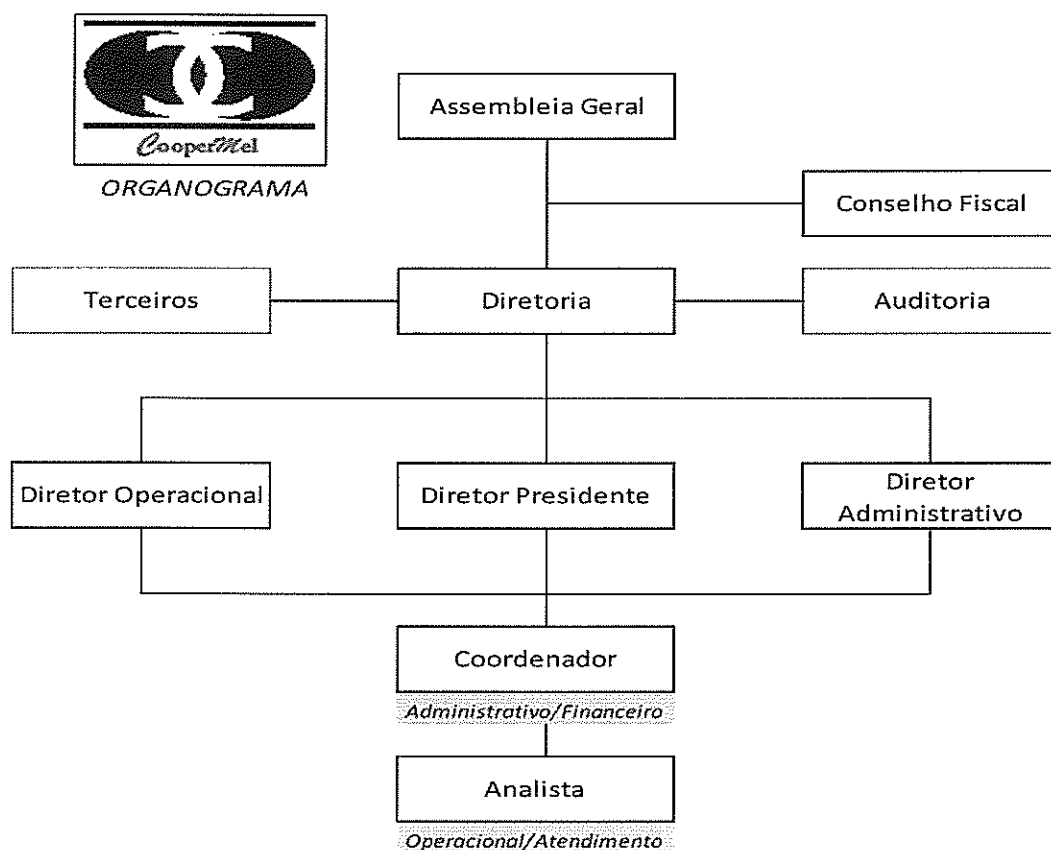 CooperMel
ORGANOGRAMA
Assembleia Geral
Conselho Fiscal
Terceiros
Diretoria
Auditoria
Diretor Operacional
Diretor Presidente
Diretor
Administrativo
Coordenador
Administrativo/Financeiro
Analista
Operacional/Atendimento